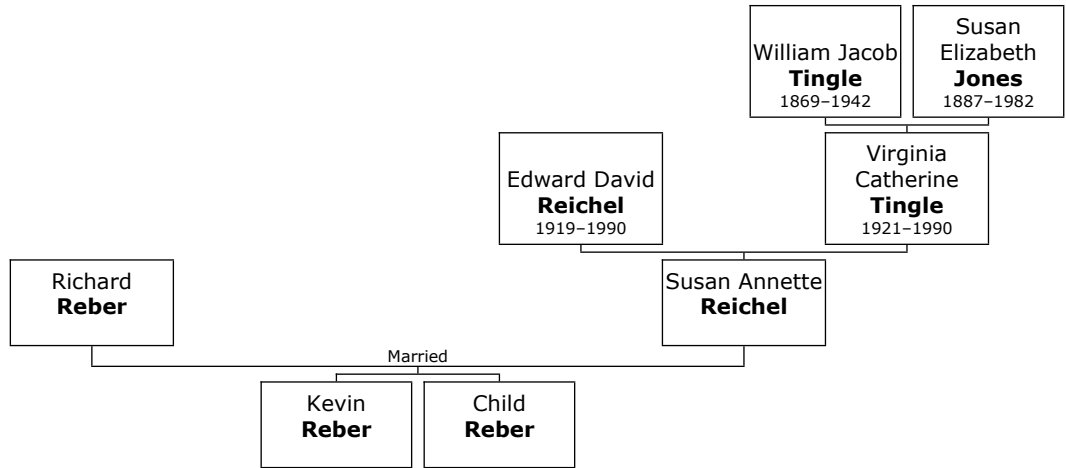 William Jacob
Tingle
1869–1942
Susan
Elizabeth
Jones
1887–1982
Edward David
Reichel
1919–1990
Virginia
Catherine
Tingle
1921–1990
Richard
Reber
Susan Annette
Reichel
Married
Kevin
Reber
Child
Reber